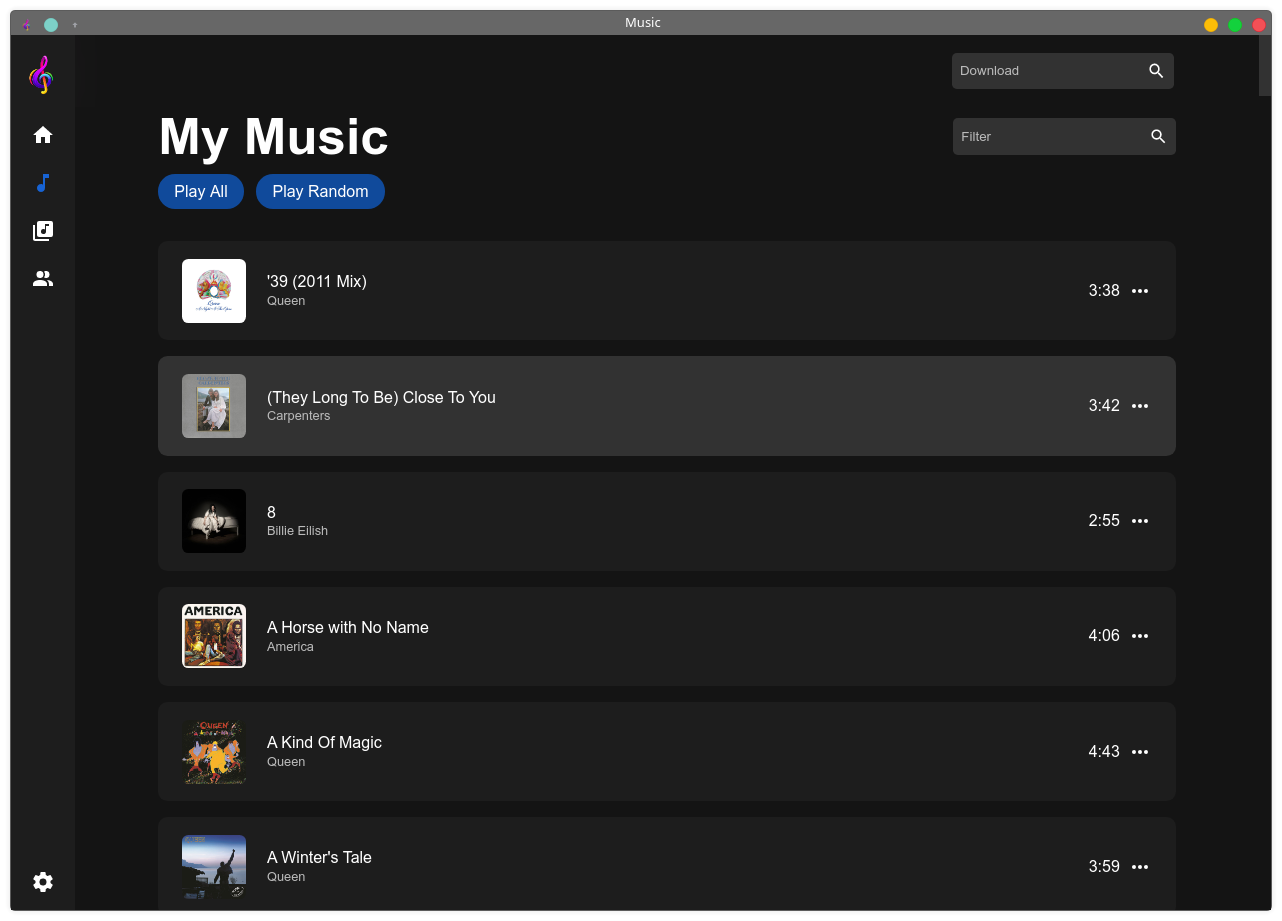 Music
Download
My Music
Filter
Play All
Play Random
'39 (2011 Mix)
Queen
3:38
(They Long To Be) Close To You
Carpenters
3:42
8
Billie Eilish
2:55
AMERICA
A Horse with No Name
America
4:06
QUEEN
A Kind Of Magic
Queen
4:43
A Winter's Tale
Queen
3:59